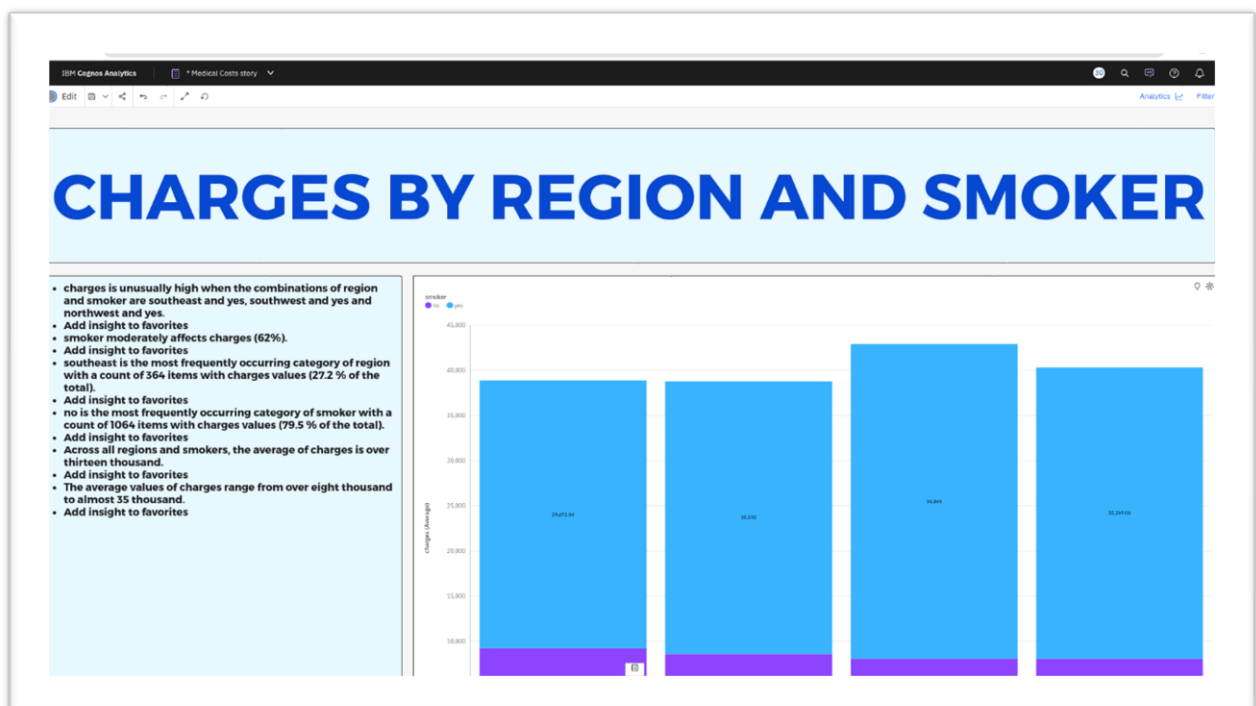 IBM Cognos Analytics
* Medical Costs story
Edit
Analytics
Filter
CHARGES BY REGION AND SMOKER
• charges is unusually high when the combinations of region
and smoker are southeast and yes, southwest and yes and
northwest and yes.
• Add insight to favorites
• smoker moderately affects charges (62%).
• Add insight to favorites
• southeast is the most frequently occurring category of region
with a count of 364 items with charges values (27.2 % of the
total).
• Add insight to favorites
• no is the most frequently occurring category of smoker with a
count of 1064 items with charges values (79.5 % of the total).
• Add insight to favorites
• Across all regions and smokers, the average of charges is over
thirteen thousand.
• Add insight to favorites
• The average values of charges range from over eight thousand
to almost 35 thousand.
• Add insight to favorites
smoker
no yes
45,000
40,000
35,000
30,000
25,000
20,000
15,000
10,000
charges (Average)